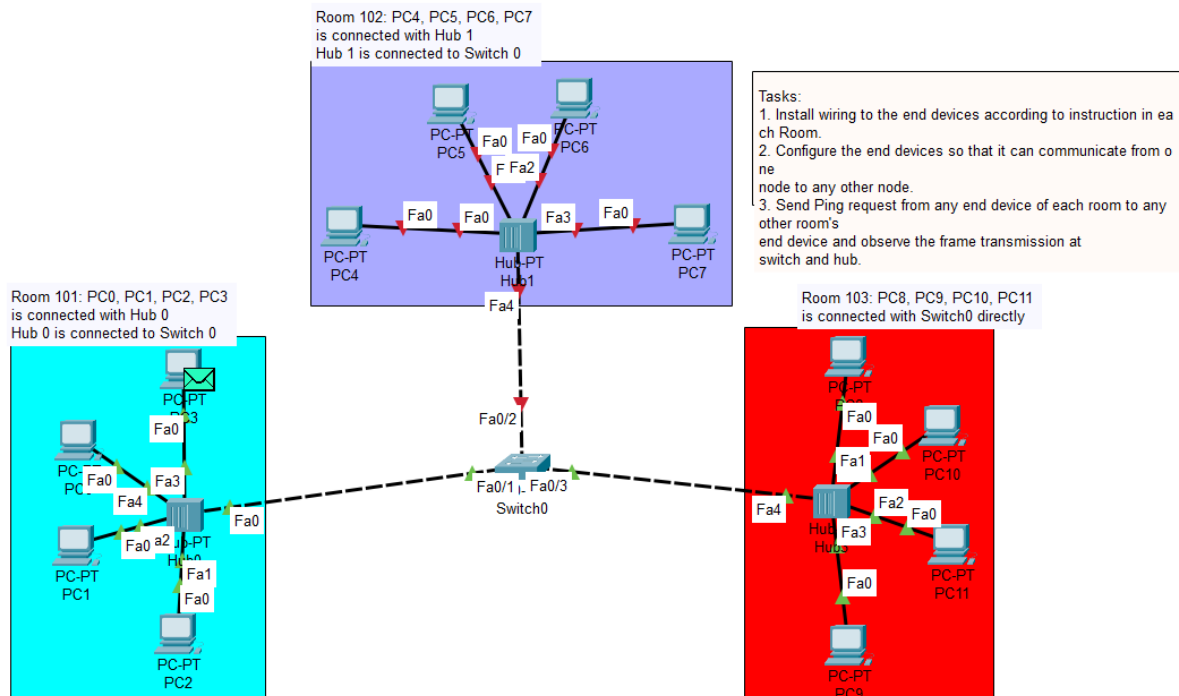 Room 102: PC4, PC5, PC6, PC7
is connected with Hub 1
Hub 1 is connected to Switch 0
Tasks:
1. Install wiring to the end devices according to instruction in ea
ch Room.
2. Configure the end devices so that it can communicate from o
ne
node to any other node.
3. Send Ping request from any end device of each room to any
other room's
end device and observe the frame transmission at
switch and hub.
PC-PT
PC5
PC-PT
PC6
Fa0
Fa0
Fa2
Fa0
Fa0
Fa3
Fa0
PC-PT
PC4
Hub-PT
Hub1
PC-PT
PC7
Fa4
Room 101: PC0, PC1, PC2, PC3
is connected with Hub 0
Hub 0 is connected to Switch 0
Room 103: PC8, PC9, PC10, PC11
is connected with Switch0 directly
PC-PT
Fa0
Fa0
Fa3
Fa4
Fa0
Fa0
PC-PT
PC1
Fa1
Fa0
PC-PT
PC2
Fa0/2
Fa0/1
Fa0/3
Switch0
PC-PT
Fa0
Fa0
Fa1
PC-PT
PC10
Fa4
Fa2
Fa0
Fa3
PC-PT
PC11
Fa0
PC-PT
PC9